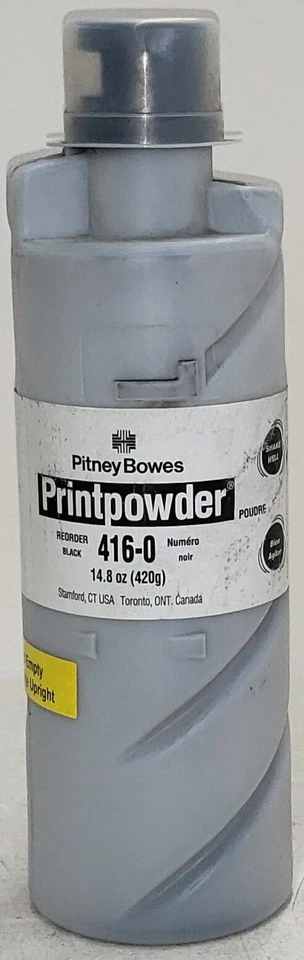 SHAKE
WELL
Pitney Bowes
Printpowder®
POUDRE
REORDER 416-0 Numéro
BLACK noir
Bien
Agiter
14.8 oz (420g)
Stamford, CT USA Toronto, ONT. Canada
Empty
Upright